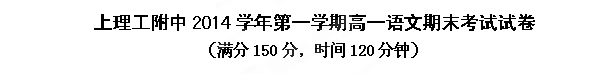 上理工附中 2014 学年第一学期高一语文期末考试试卷
（满分 150 分，时间 120 分钟）